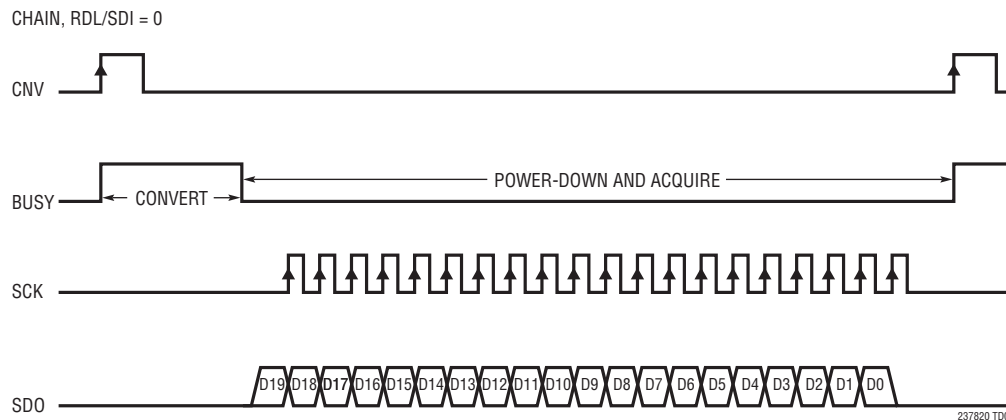 CHAIN, RDL/SDI = 0
CNV
BUSY CONVERT POWER-DOWN AND ACQUIRE
SCK
SDO D19 D18 D17 D16 D15 D14 D13 D12 D11 D10 D9 D8 D7 D6 D5 D4 D3 D2 D1 D0